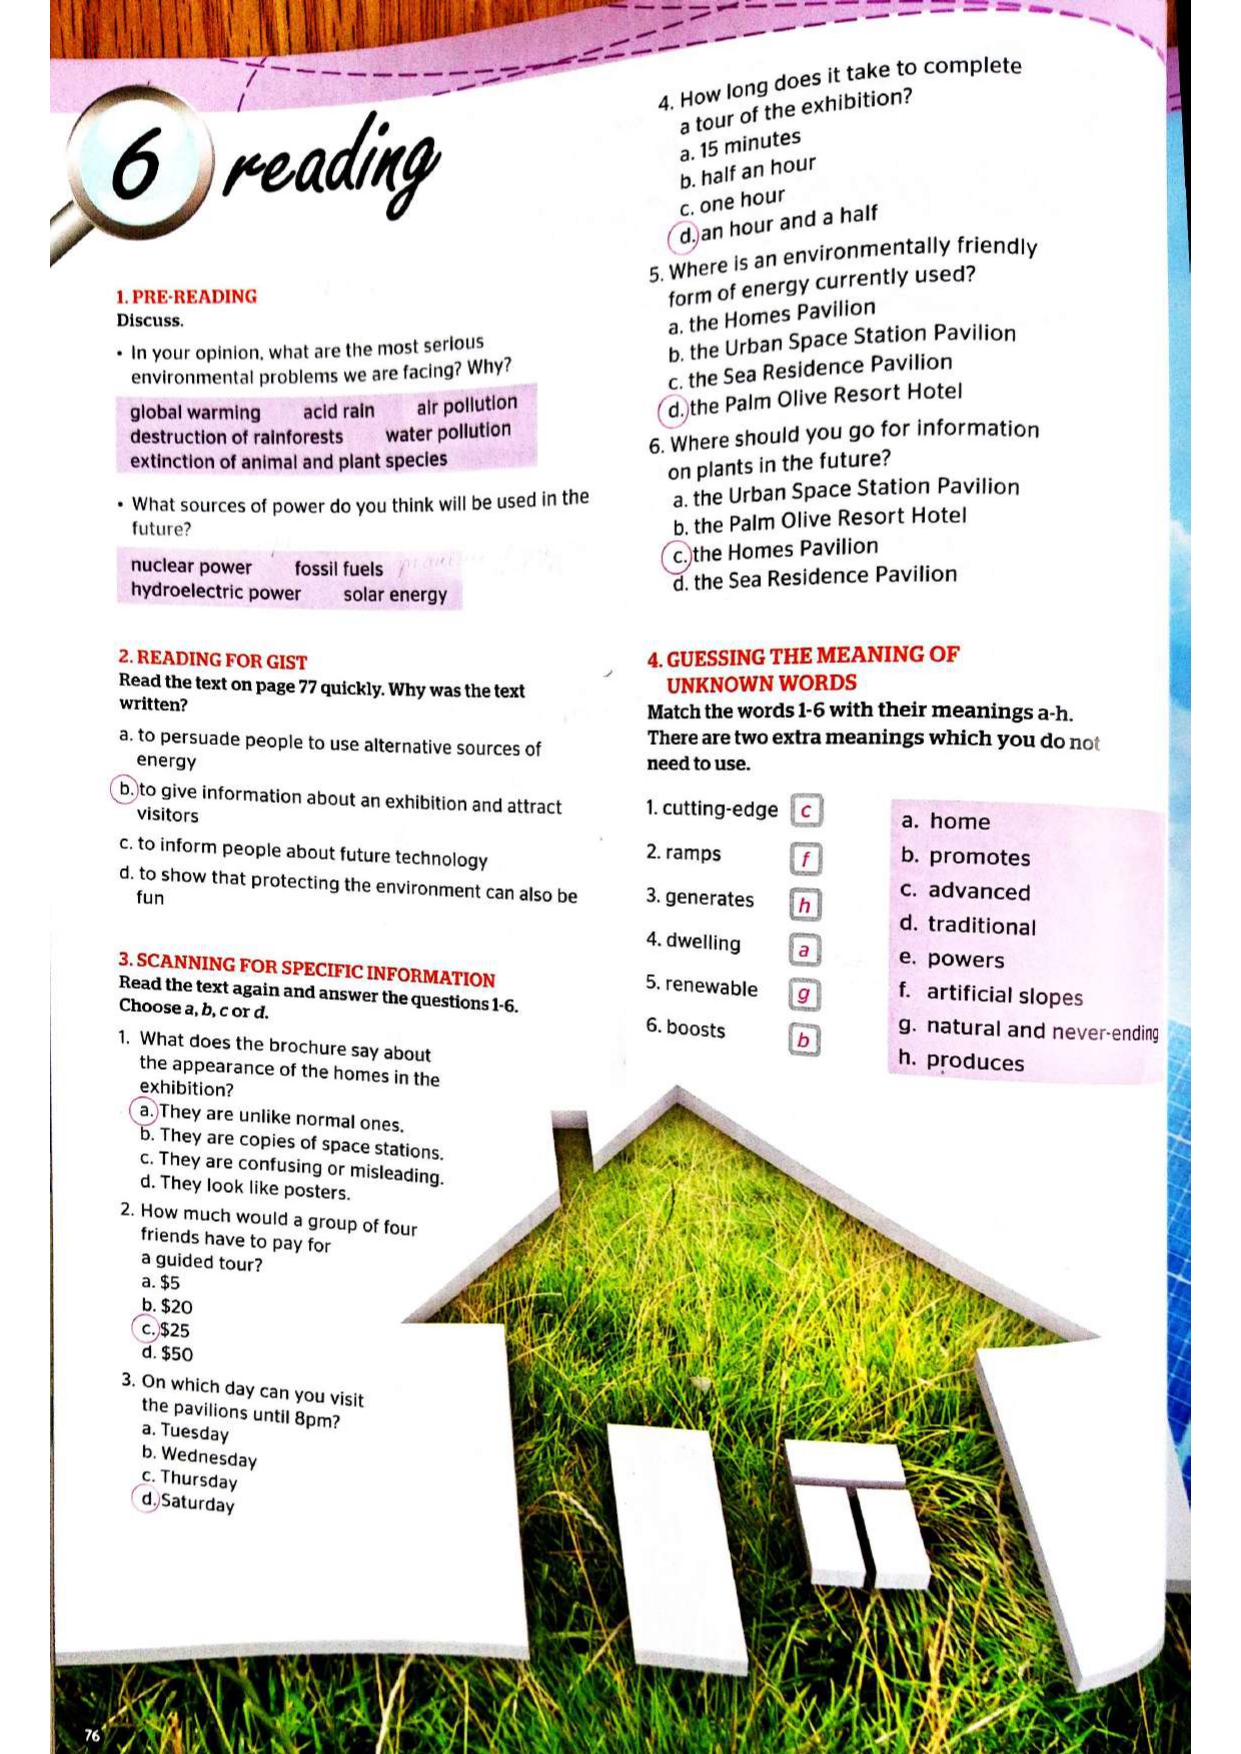 6 reading
1. PRE-READING
Discuss.
• In your opinion, what are the most serious
environmental problems we are facing? Why?
global warming acid rain air pollution
destruction of rainforests water pollution
extinction of animal and plant species
• What sources of power do you think will be used in the
future?
nuclear power fossil fuels
hydroelectric power solar energy
2. READING FOR GIST
Read the text on page 77 quickly. Why was the text
written?
a. to persuade people to use alternative sources of
energy
b. to give information about an exhibition and attract
visitors
c. to inform people about future technology
d. to show that protecting the environment can also be
fun
3. SCANNING FOR SPECIFIC INFORMATION
Read the text again and answer the questions 1-6.
Choose a, b, c or d.
1. What does the brochure say about
the appearance of the homes in the
exhibition?
a. They are unlike normal ones.
b. They are copies of space stations.
c. They are confusing or misleading.
d. They look like posters.
2. How much would a group of four
friends have to pay for
a guided tour?
a. $5
b. $20
c. $25
d. $50
3. On which day can you visit
the pavilions until 8pm?
a. Tuesday
b. Wednesday
c. Thursday
d. Saturday
4. How long does it take to complete
a tour of the exhibition?
a. 15 minutes
b. half an hour
c. one hour
d. an hour and a half
5. Where is an environmentally friendly
form of energy currently used?
a. the Homes Pavilion
b. the Urban Space Station Pavilion
c. the Sea Residence Pavilion
d. the Palm Olive Resort Hotel
6. Where should you go for information
on plants in the future?
a. the Urban Space Station Pavilion
b. the Palm Olive Resort Hotel
c. the Homes Pavilion
d. the Sea Residence Pavilion
4. GUESSING THE MEANING OF
UNKNOWN WORDS
Match the words 1-6 with their meanings a-h.
There are two extra meanings which you do not
need to use.
1. cutting-edge c
2. ramps f
3. generates h
4. dwelling a
5. renewable g
6. boosts b
a. home
b. promotes
c. advanced
d. traditional
e. powers
f. artificial slopes
g. natural and never-ending
h. produces
76